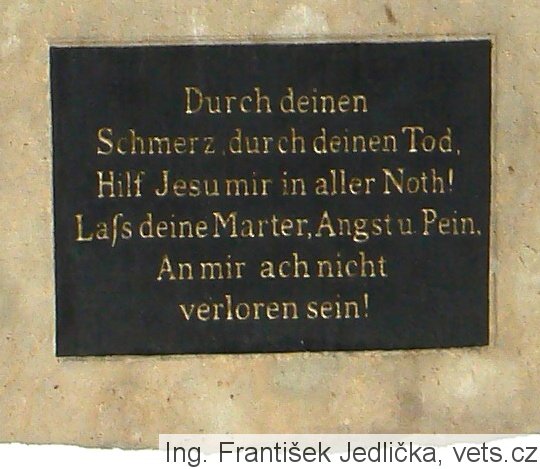 Durch deinen
Schmerz, durch deinen Tod,
Hilf Jesu mir in aller Noth!
Laſs deine Marter, Angst u. Pein,
An mir ach nicht
verloren sein!
Ing. František Jedlička, vets.cz